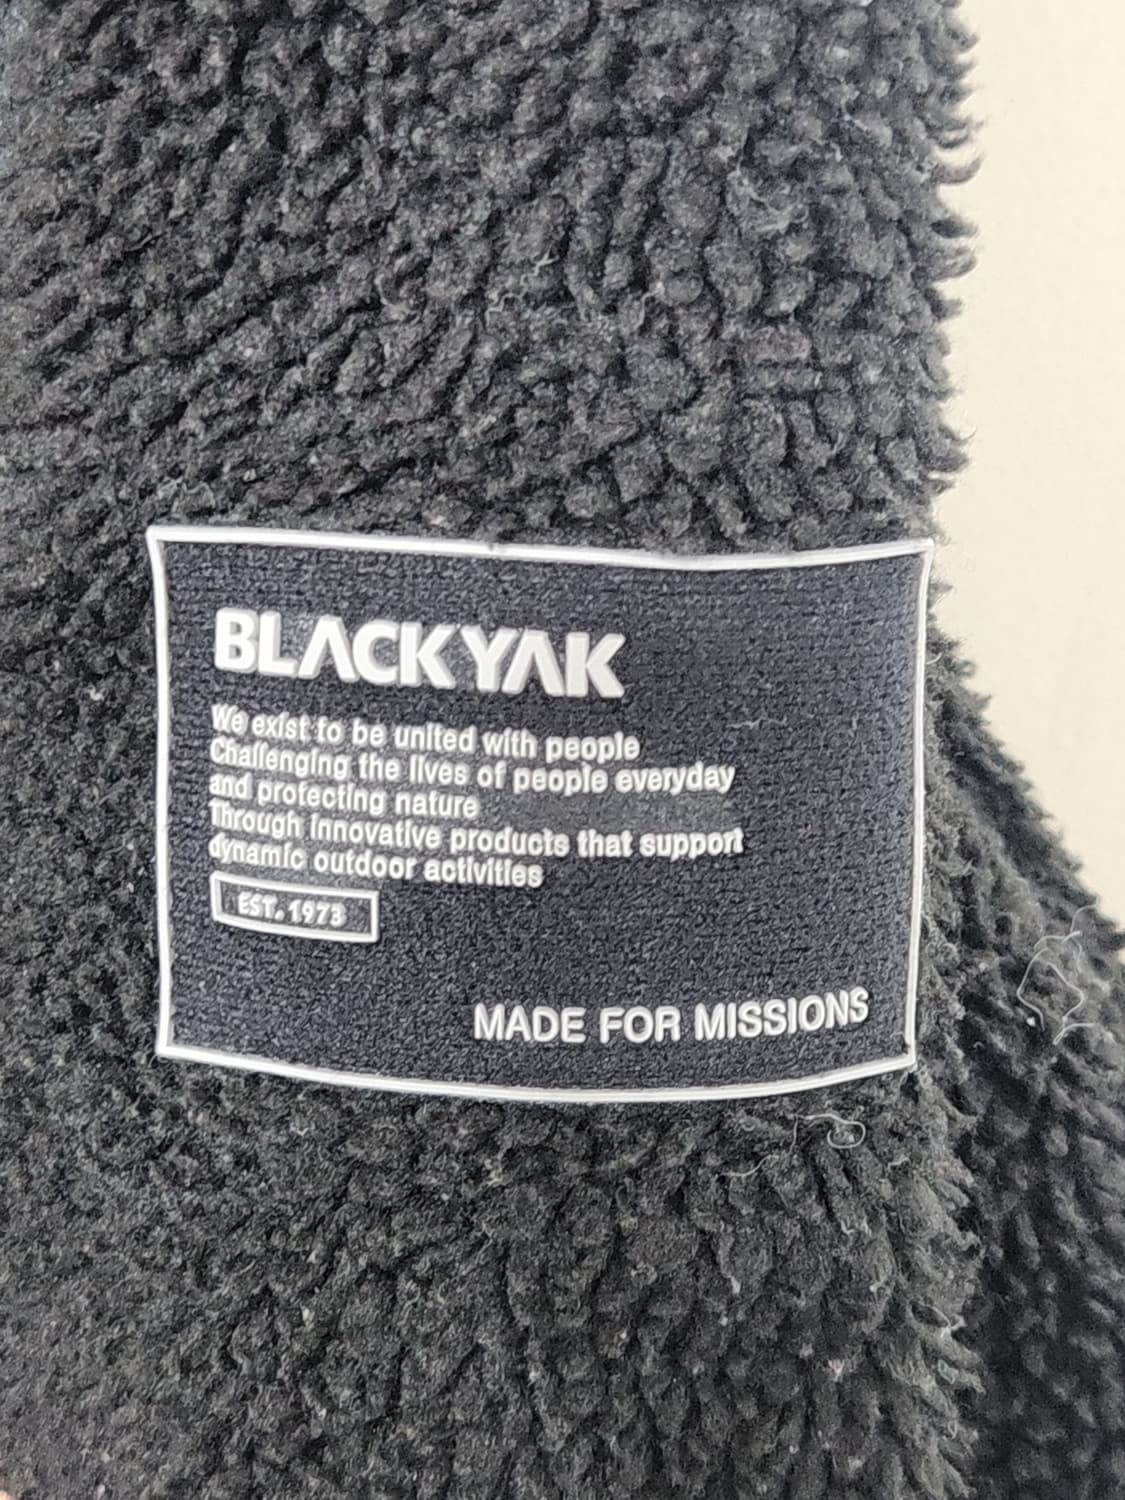 BLACKYAK
We exist to be united with people
Challenging the lives of people everyday
and protecting nature
Through innovative products that support
dynamic outdoor activities
EST. 1973
MADE FOR MISSIONS